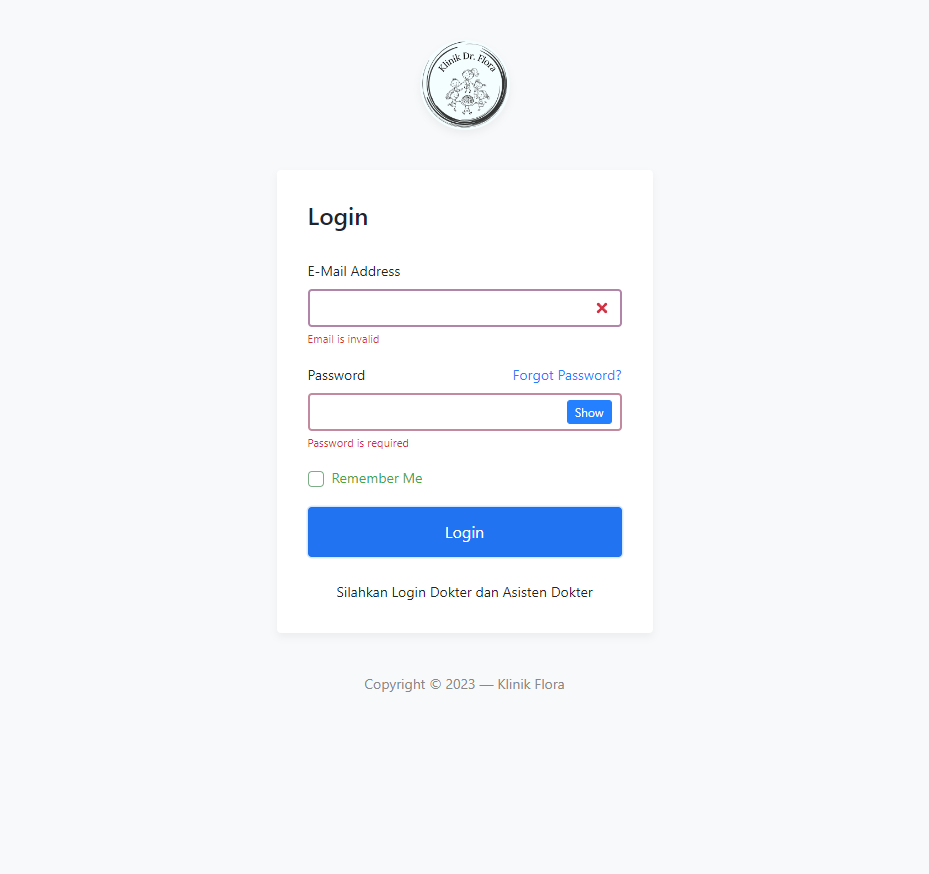 Klinik Dr. Flora
Login
E-Mail Address
Email is invalid
Password Forgot Password?
Show
Password is required
Remember Me
Login
Silahkan Login Dokter dan Asisten Dokter
Copyright © 2023 — Klinik Flora